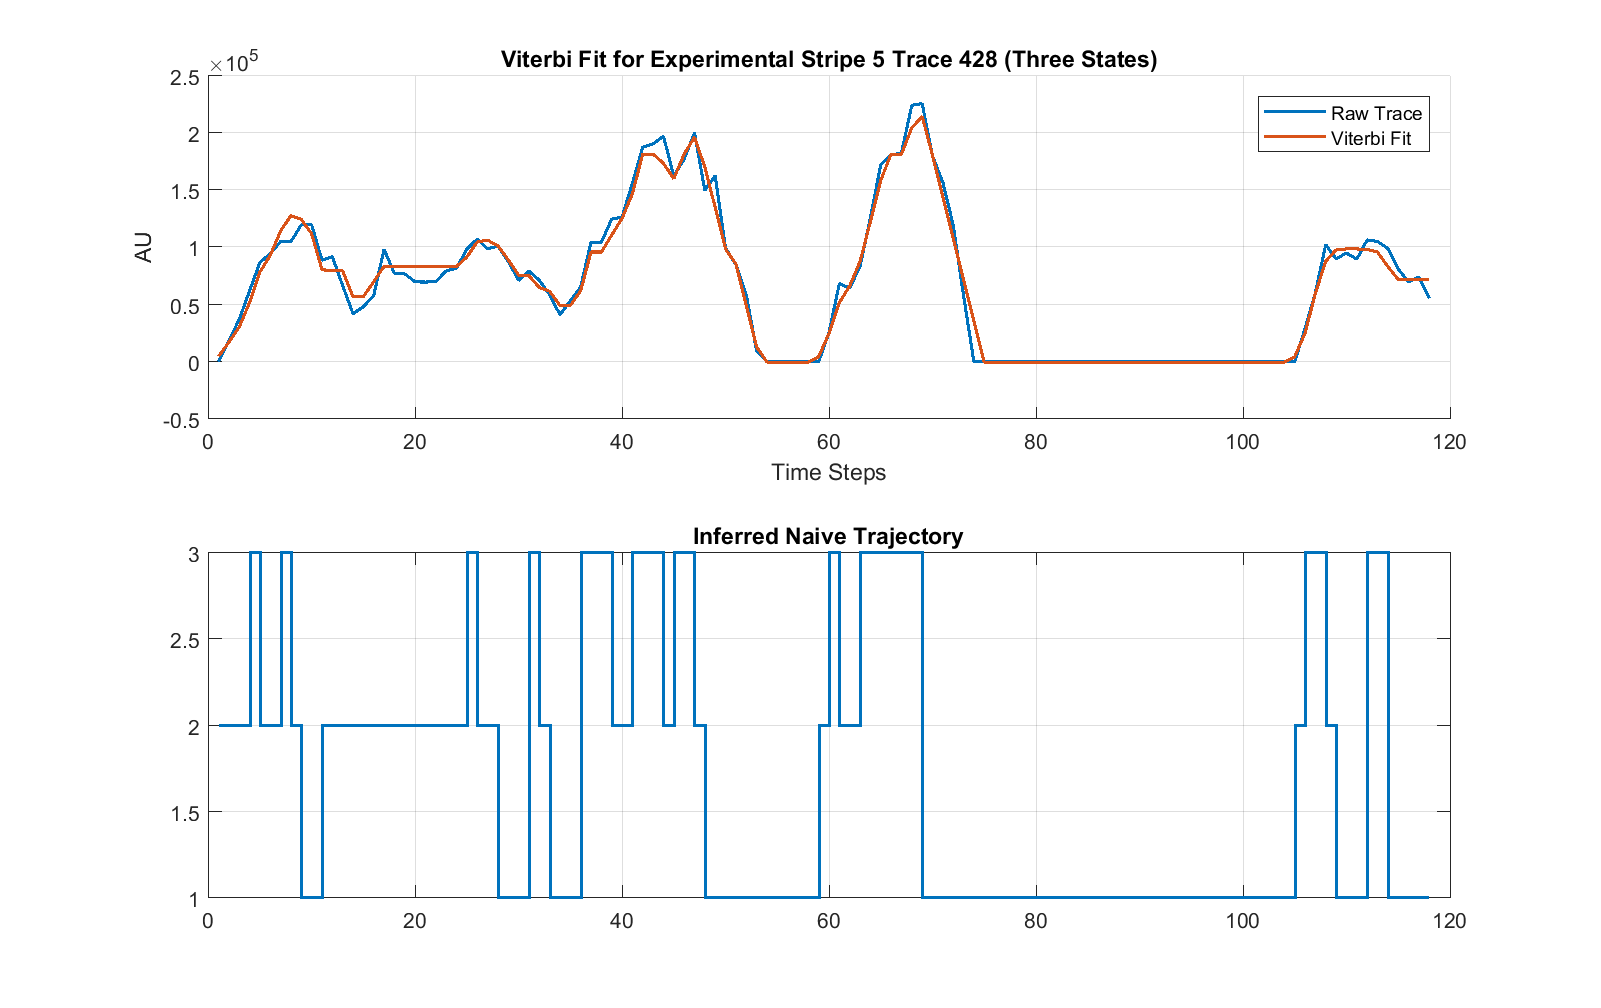 Viterbi Fit for Experimental Stripe 5 Trace 428 (Three States)
×10^5
2.5
2
1.5
1
0.5
0
-0.5
AU
Raw Trace
Viterbi Fit
0 20 40 60 80 100 120
Time Steps
Inferred Naive Trajectory
3
2.5
2
1.5
1
0 20 40 60 80 100 120